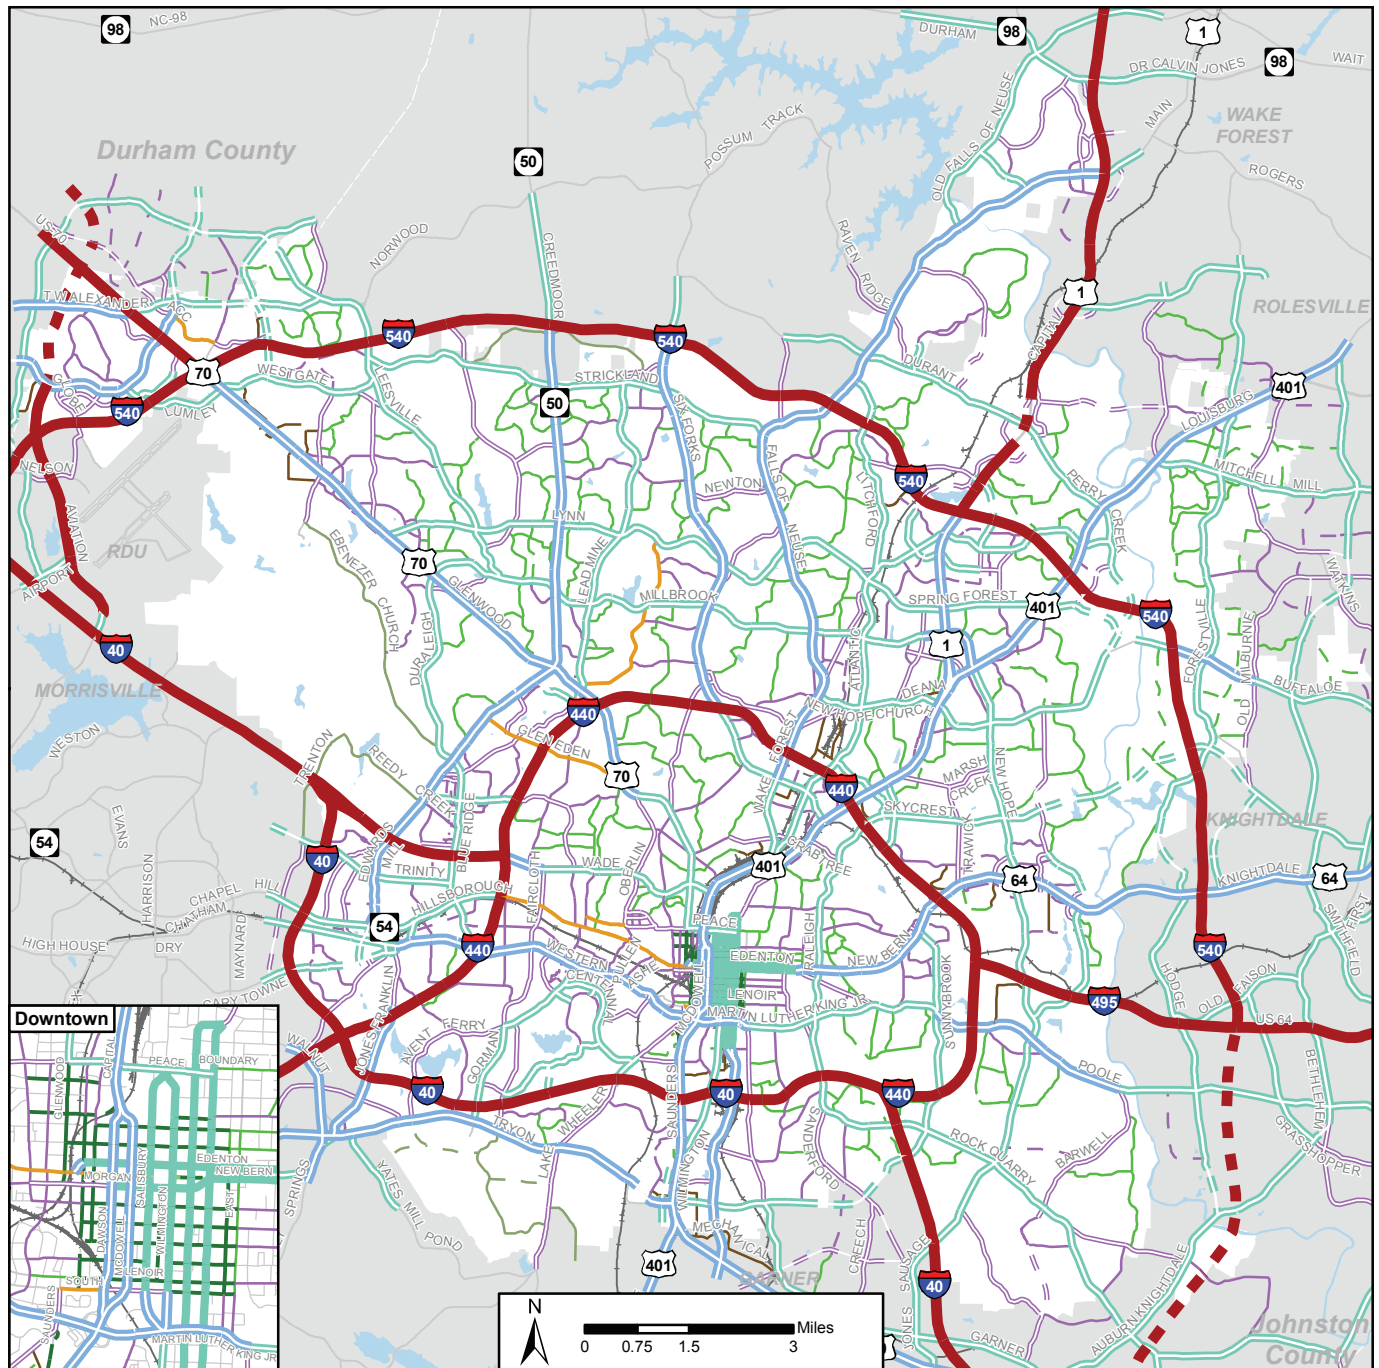 98
NC-98
DURHAM
98
1
DR CALVIN JONES
98
WAIT
Durham County
50
POSSUM TRACK
OLD FALLS OF NEUSE
MAIN
WAKE
FOREST
ROGERS
US-70
NORWOOD
CREEDMOOR
RAVEN RIDGE
T W ALEXANDER
ACC
540
540
1
CAPITAL
ROLESVILLE
70
WESTGATE
LEESVILLE
STRICKLAND
DURANT
401
GLOBE
540
LUMLEY
50
SIX FORKS
LOUISBURG
NELSON
NEWTON
FALLS OF
NEUSE
LITCHFORD
540
PERRY
CREEK
MITCHELL MILL
AVIATION
RDU
LYNN
EBENEZER
CHURCH
70
GLENWOOD
LEAD MINE
AIRPORT
MILLBROOK
SPRING FOREST
401
540
WATKINS
DURALEIGH
ATLANTIC
1
FORESTVILLE
OLD MILBURNIE
40
MORRISVILLE
DEANA
BUFFALOE
440
NEW HOPE CHURCH
WESTON
TRENTON
REEDY
CREEK
GLEN EDEN
70
WAKE FOREST
440
MARSH
CREEK
NEW HOPE
SKYCREST
KNIGHTDALE
EVANS
54
HARRISON
40
EDWARDS
MILL
BLUE RIDGE
TRINITY
FAIRCLOTH
WADE
OBERLIN
401
CRABTREE
TRAWICK
64
KNIGHTDALE
64
CHAPEL
HILL
CHATHAM
HILLSBOROUGH
PEACE
SMITHFIELD
FIRST
HIGH HOUSE
DRY
MAYNARD
54
440
WESTERN
PULLEN
ASHE
CENTENNIAL
MCDOWELL
EDENTON
RALEIGH
NEW BERN
540
CARY TOWNE
LENOIR
MARTIN LUTHER KING JR
SUNNYBROOK
495
HODGE
OLD FAISON
US 64
Downtown
WALNUT
JONES FRANKLIN
AVENT FERRY
GORMAN
40
SAUNDERS
40
440
POOLE
BETHLEHEM
WHEELER
LAKE
TRYON
WILMINGTON
SANDERFORD
ROCK QUARRY
BARWELL
GRASSHOPPER
YATES MILL POND
SPRINGS
MECHANICAL
401
GARNER
CREECH
JONES SAUSAGE
40
GARNER
AUBURN KNIGHTDALE
Johnston
County
CAPITAL
GLENWOOD
PEACE
BOUNDARY
EDENTON
NEW BERN
MORGAN
SALISBURY
WILMINGTON
EAST
DAWSON
MCDOWELL
LENOIR
SOUTH
SAUNDERS
MARTIN LUTHER KING JR
N
Miles
0 0.75 1.5 3